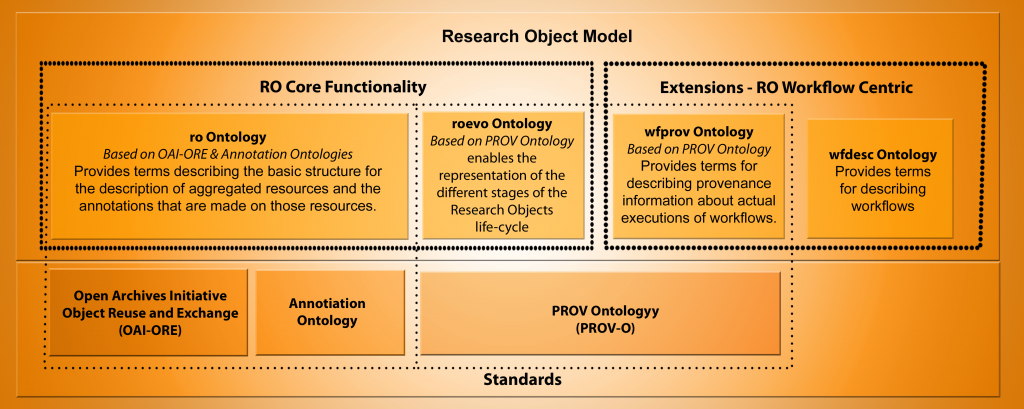 Research Object Model
RO Core Functionality
ro Ontology
Based on OAI-ORE & Annotation Ontologies
Provides terms describing the basic structure for
the description of aggregated resources and the
annotations that are made on those resources.
roevo Ontology
Based on PROV Ontology
enables the
representation of the
different stages of the
Research Objects
life-cycle
Extensions - RO Workflow Centric
wfprov Ontology
Based on PROV Ontology
Provides terms for
describing provenance
information about actual
executions of workflows.
wfdesc Ontology
Provides terms
for describing
workflows
Open Archives Initiative
Object Reuse and Exchange
(OAI-ORE)
Annotiation
Ontology
PROV Ontologyy
(PROV-O)
Standards